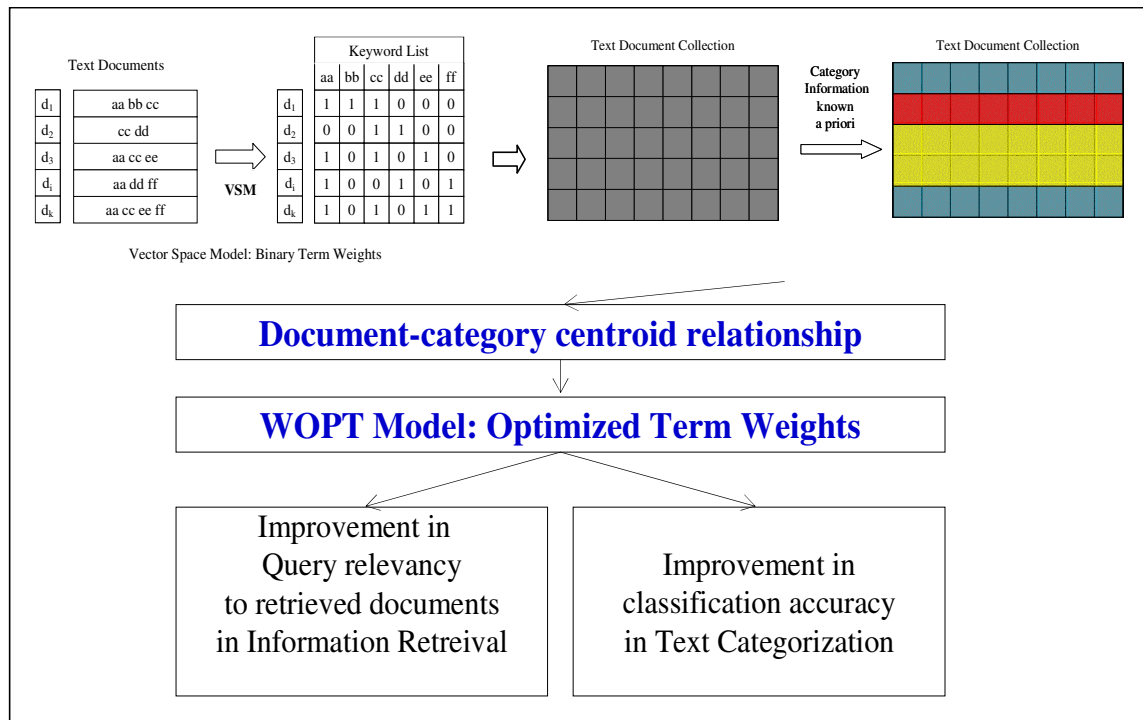 Text Documents
d1 aa bb cc
d2 cc dd
d3 aa cc ee
di aa dd ff
dk aa cc ee ff
VSM
Keyword List
aa bb cc dd ee ff
d1 1 1 1 0 0 0
d2 0 0 1 1 0 0
d3 1 0 1 0 1 0
di 1 0 0 1 0 1
dk 1 0 1 0 1 1
Vector Space Model: Binary Term Weights
Text Document Collection
Category
Information
known
a priori
Text Document Collection
Document-category centroid relationship
WOPT Model: Optimized Term Weights
Improvement in
Query relevancy
to retrieved documents
in Information Retreival
Improvement in
classification accuracy
in Text Categorization